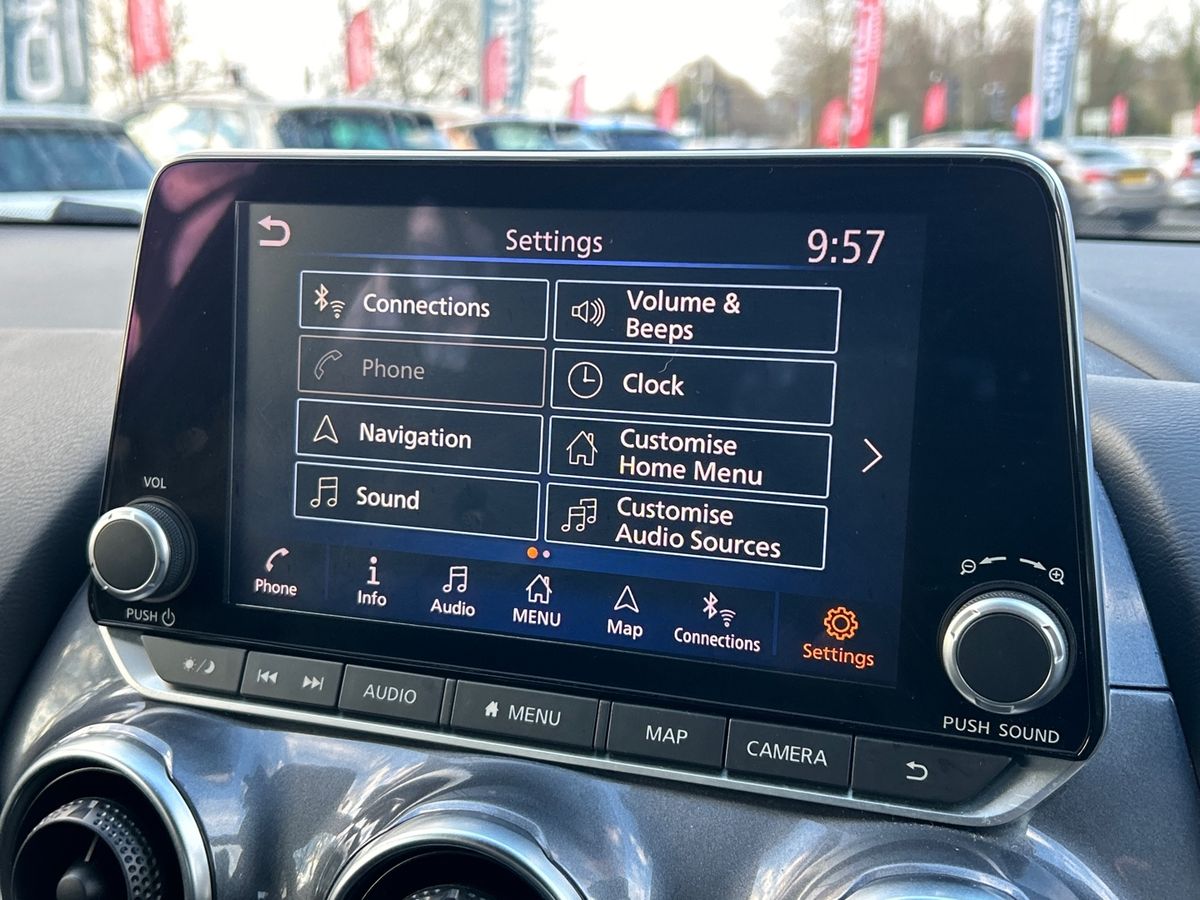 Settings
9:57
Connections
Volume &
Beeps
Phone
Clock
Navigation
Customise
Home Menu
Sound
Customise
Audio Sources
Phone
Info
Audio
MENU
Map
Connections
Settings
VOL
PUSH
PUSH SOUND
AUDIO
MENU
MAP
CAMERA